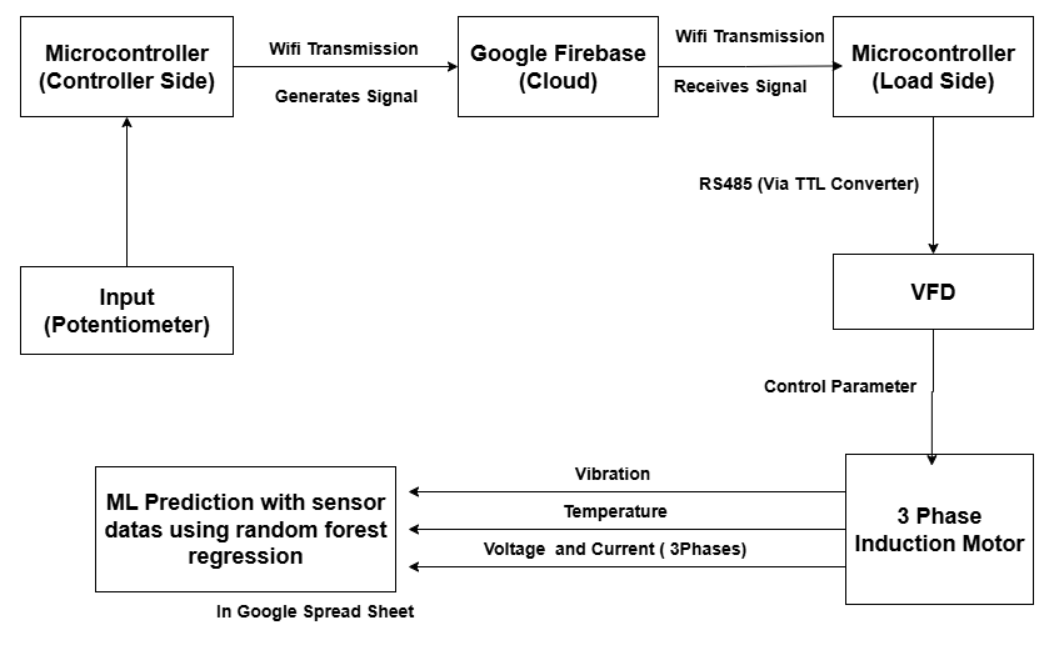 Microcontroller
(Controller Side)
Wifi Transmission
Generates Signal
Google Firebase
(Cloud)
Wifi Transmission
Receives Signal
Microcontroller
(Load Side)
RS485 (Via TTL Converter)
Input
(Potentiometer)
VFD
Control Parameter
ML Prediction with sensor
datas using random forest
regression
In Google Spread Sheet
Vibration
Temperature
Voltage and Current ( 3Phases)
3 Phase
Induction Motor